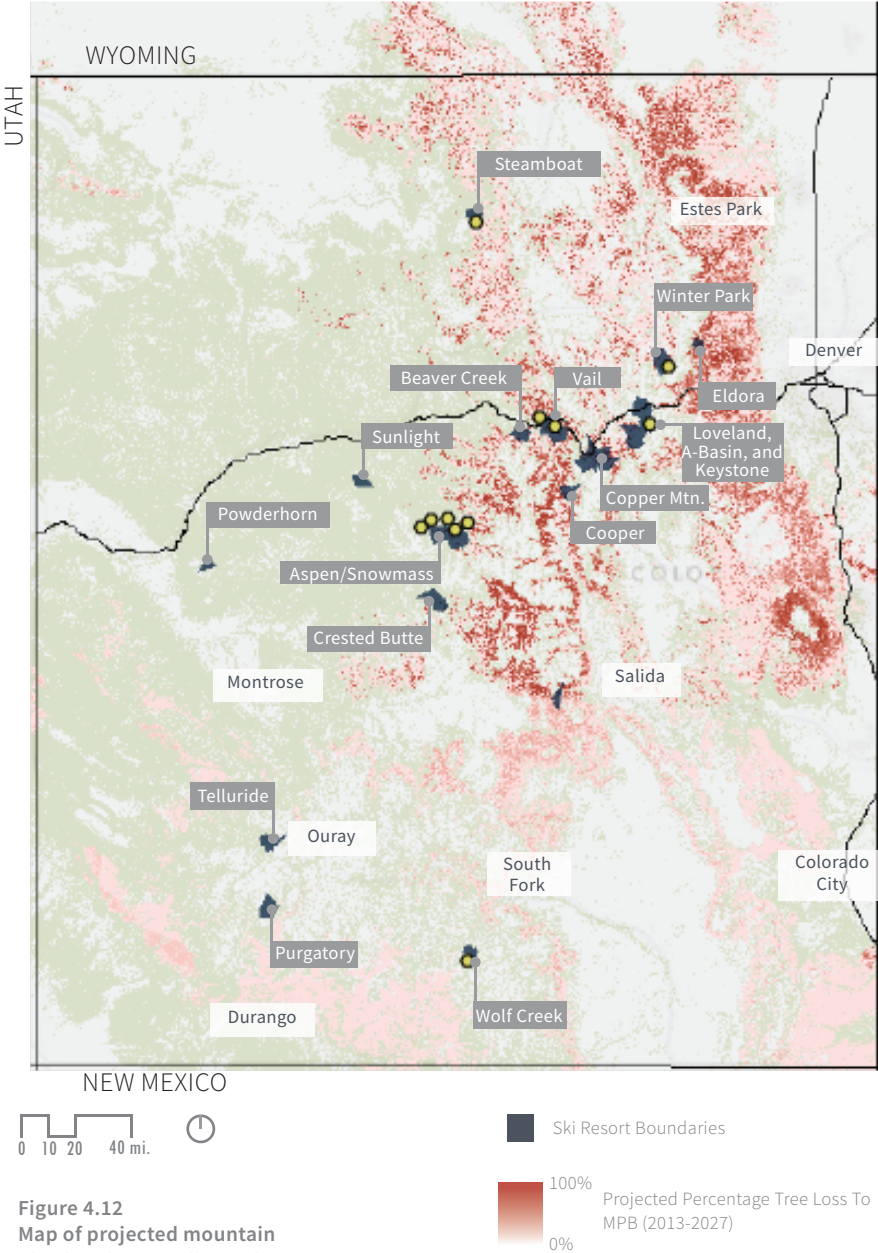 WYOMING
UTAH
Steamboat
Estes Park
Winter Park
Denver
Beaver Creek
Vail
Eldora
Sunlight
Loveland,
A-Basin, and
Keystone
Copper Mtn.
Powderhorn
Cooper
COLO
Aspen/Snowmass
Crested Butte
Montrose
Salida
Telluride
Ouray
South
Fork
Colorado
City
Purgatory
Wolf Creek
Durango
NEW MEXICO
0 10 20 40 mi.
Ski Resort Boundaries
100%
Projected Percentage Tree Loss To
MPB (2013-2027)
0%
Figure 4.12
Map of projected mountain